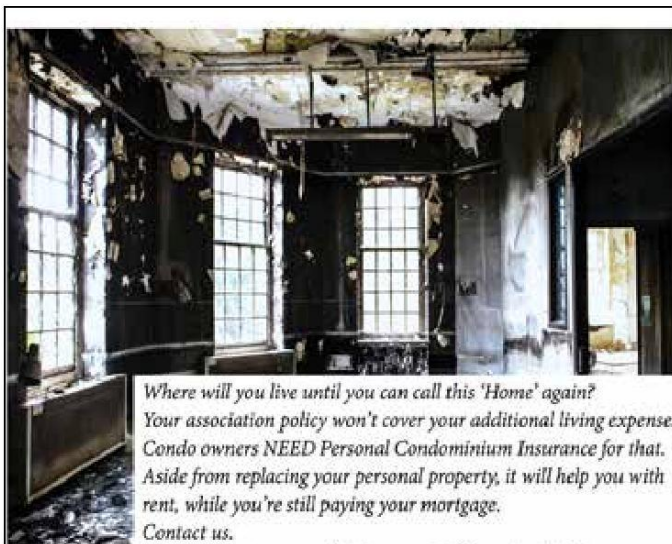 Where will you live until you can call this 'Home' again?
Your association policy won't cover your additional living expense
Condo owners NEED Personal Condominium Insurance for that.
Aside from replacing your personal property, it will help you with
rent, while you're still paying your mortgage.
Contact us.